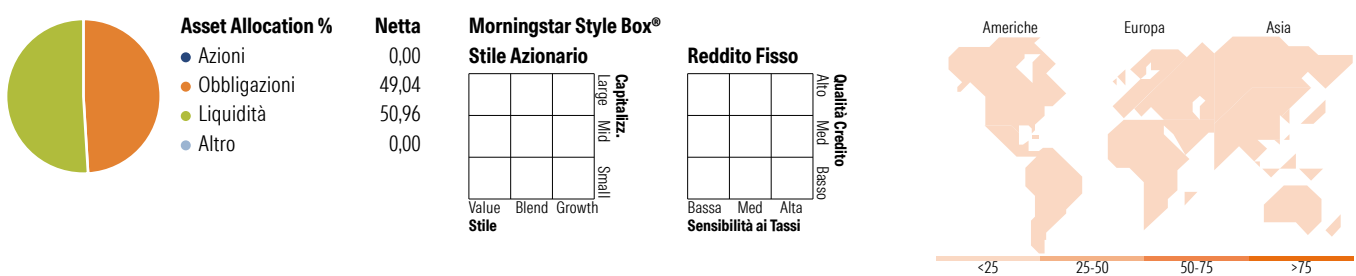 Asset Allocation % Netta
Azioni 0,00
Obbligazioni 49,04
Liquidità 50,96
Altro 0,00
Morningstar Style Box®
Stile Azionario
Large Mid Small
Capitalizz.
Value Blend Growth
Stile
Reddito Fisso
Alto Med Basso
Qualità Credito
Bassa Med Alta
Sensibilità ai Tassi
Americhe Europa Asia
<25 25-50 50-75 >75